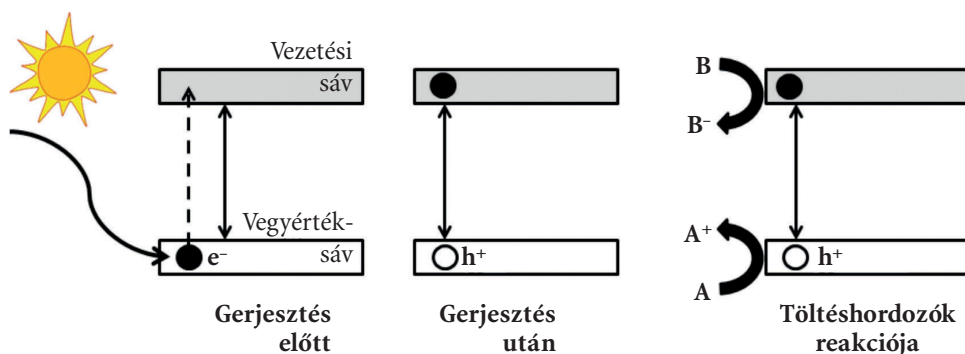 Vezetési
sáv
Vegyérték-
sáv
e⁻
Gerjesztés
előtt
h⁺
Gerjesztés
után
B
B⁻
A⁺
A
h⁺
Töltéshordozók
reakciója